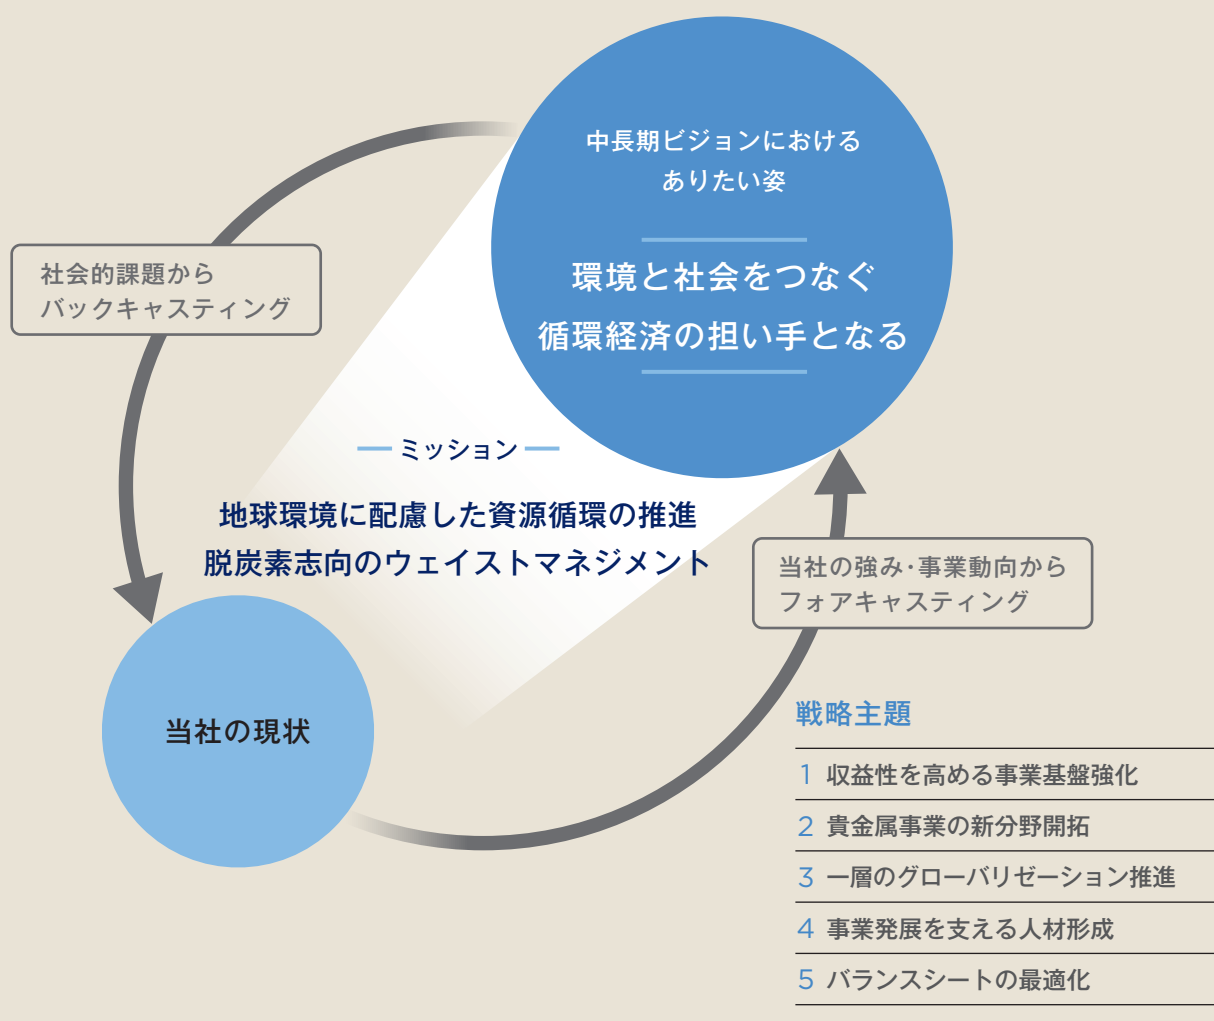 中長期ビジョンにおける
ありたい姿
環境と社会をつなぐ
循環経済の担い手となる
社会的課題から
バックキャスティング
ミッション
地球環境に配慮した資源循環の推進
脱炭素志向のウェイストマネジメント
当社の強み・事業動向から
フォアキャスティング
当社の現状
戦略主題
1 収益性を高める事業基盤強化
2 貴金属事業の新分野開拓
3 一層のグローバリゼーション推進
4 事業発展を支える人材形成
5 バランスシートの最適化